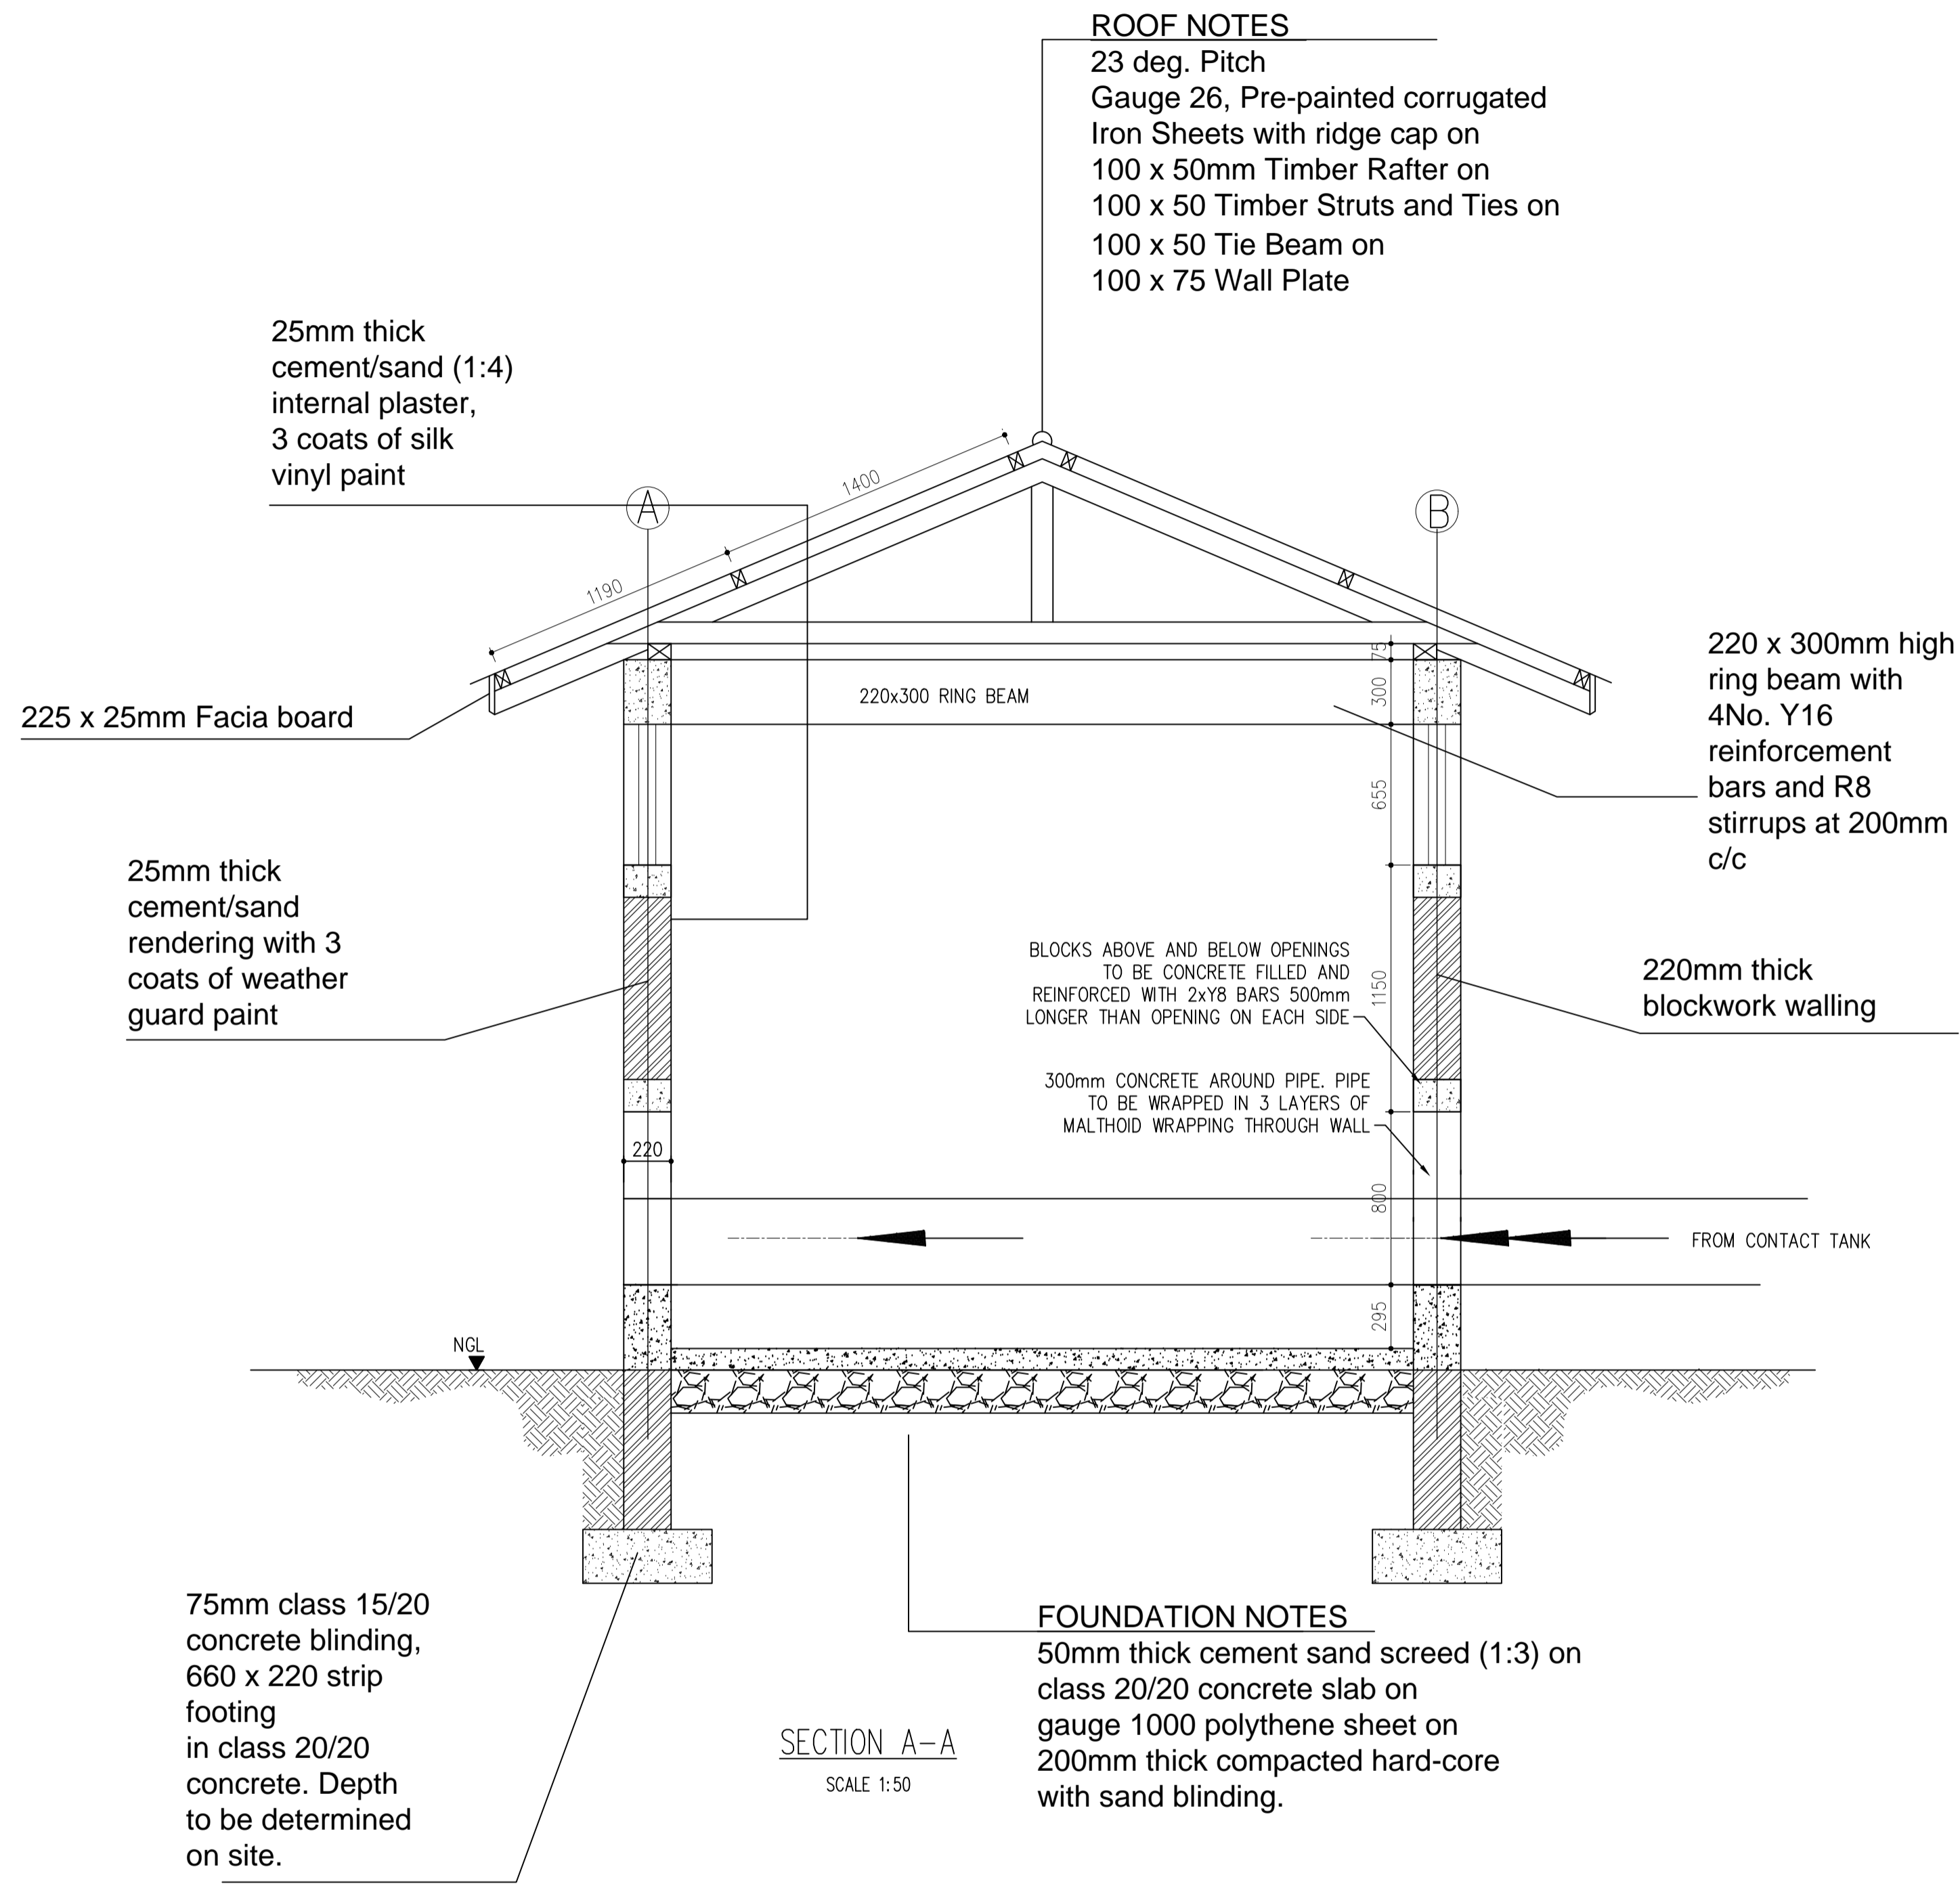 ROOF NOTES
23 deg. Pitch
Gauge 26, Pre-painted corrugated
Iron Sheets with ridge cap on
100 x 50mm Timber Rafter on
100 x 50 Timber Struts and Ties on
100 x 50 Tie Beam on
100 x 75 Wall Plate
25mm thick
cement/sand (1:4)
internal plaster,
3 coats of silk
vinyl paint
A
B
1400
1190
225 x 25mm Facia board
220x300 RING BEAM
75
300
655
1150
800
295
220 x 300mm high
ring beam with
4No. Y16
reinforcement
bars and R8
stirrups at 200mm
c/c
25mm thick
cement/sand
rendering with 3
coats of weather
guard paint
BLOCKS ABOVE AND BELOW OPENINGS
TO BE CONCRETE FILLED AND
REINFORCED WITH 2xY8 BARS 500mm
LONGER THAN OPENING ON EACH SIDE
220mm thick
blockwork walling
300mm CONCRETE AROUND PIPE. PIPE
TO BE WRAPPED IN 3 LAYERS OF
MALTHOID WRAPPING THROUGH WALL
220
FROM CONTACT TANK
NGL
75mm class 15/20
concrete blinding,
660 x 220 strip
footing
in class 20/20
concrete. Depth
to be determined
on site.
FOUNDATION NOTES
50mm thick cement sand screed (1:3) on
class 20/20 concrete slab on
gauge 1000 polythene sheet on
200mm thick compacted hard-core
with sand blinding.
SECTION A-A
SCALE 1:50